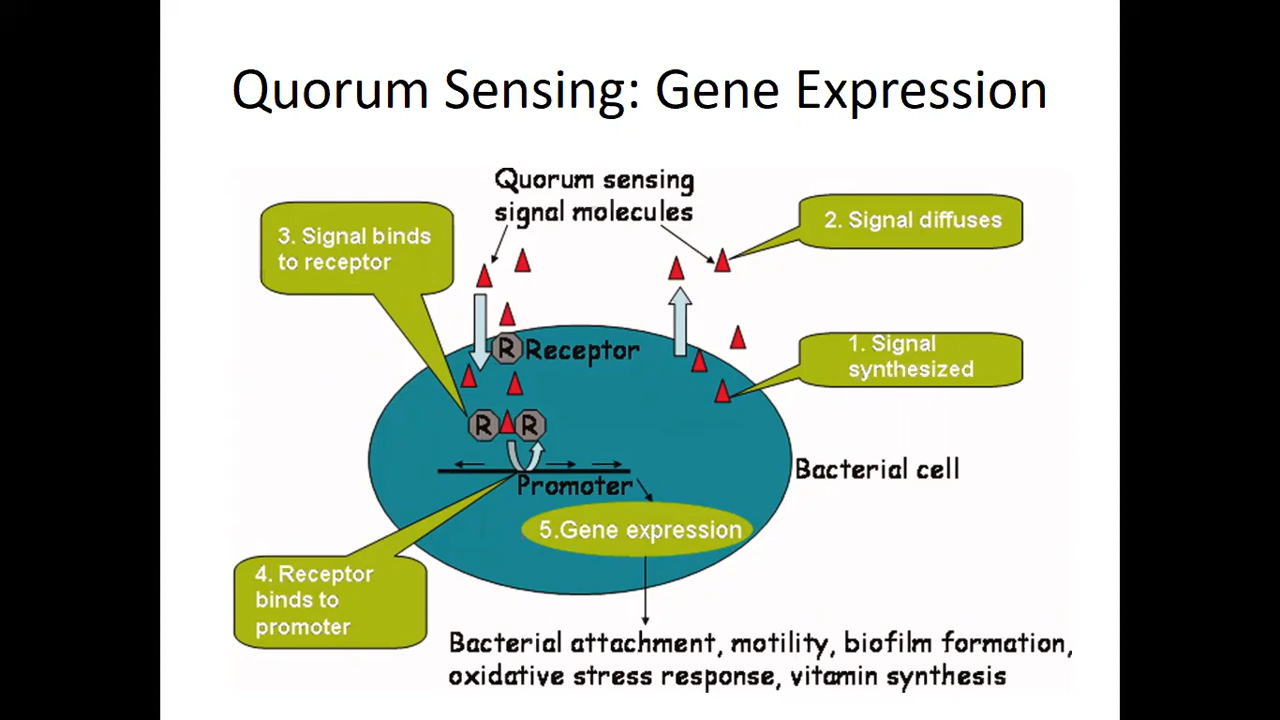 Quorum Sensing: Gene Expression
Quorum sensing
signal molecules
2. Signal diffuses
3. Signal binds
to receptor
R Receptor
1. Signal
synthesized
R R
Bacterial cell
Promoter
5.Gene expression
4. Receptor
binds to
promoter
Bacterial attachment, motility, biofilm formation,
oxidative stress response, vitamin synthesis